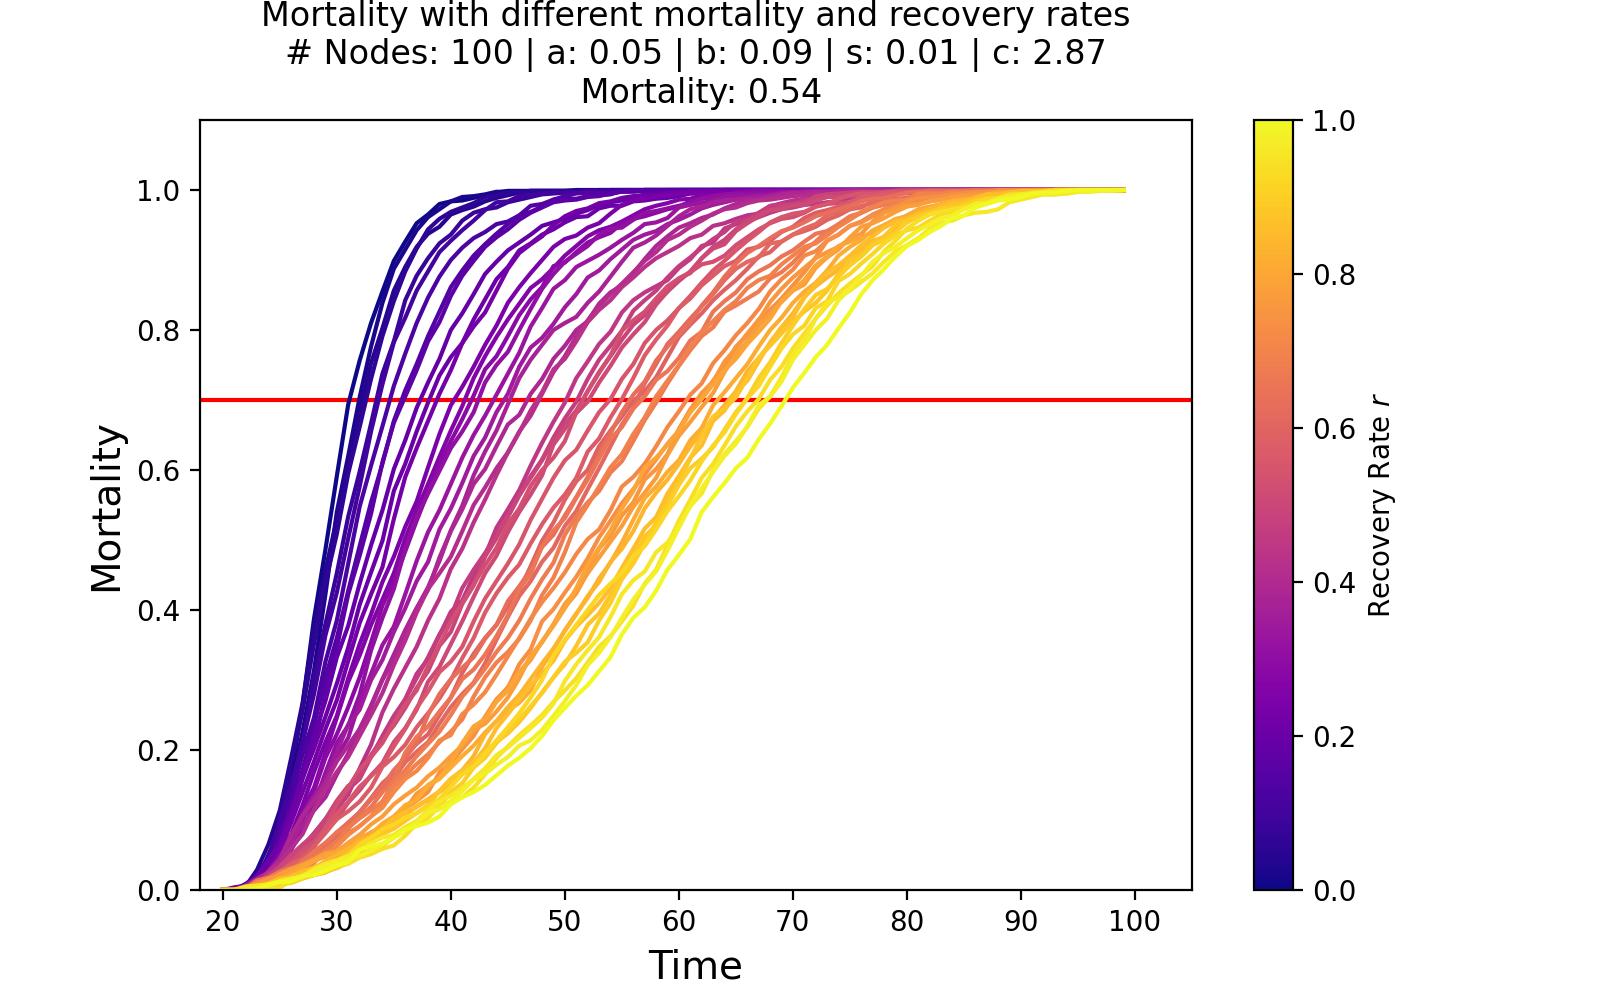 Mortality with different mortality and recovery rates
# Nodes: 100 | a: 0.05 | b: 0.09 | s: 0.01 | c: 2.87
Mortality: 0.54
Mortality
1.0
0.8
0.6
0.4
0.2
0.0
20 30 40 50 60 70 80 90 100
Time
1.0
0.8
0.6
0.4
0.2
0.0
Recovery Rate r